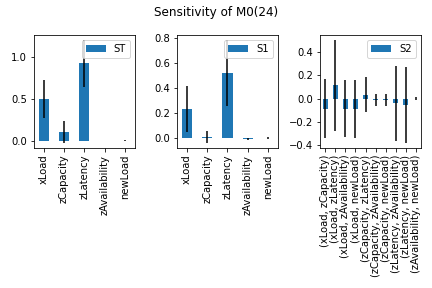 Sensitivity of M0(24)
ST
1.0
0.5
0.0
xLoad
zCapacity
zLatency
zAvailability
newLoad
S1
0.8
0.6
0.4
0.2
0.0
xLoad
zCapacity
zLatency
zAvailability
newLoad
S2
0.4
0.2
0.0
−0.2
−0.4
(xLoad, zCapacity)
(xLoad, zLatency)
(xLoad, zAvailability)
(xLoad, newLoad)
(zCapacity, zLatency)
(zCapacity, zAvailability)
(zCapacity, newLoad)
(zLatency, zAvailability)
(zLatency, newLoad)
(zAvailability, newLoad)